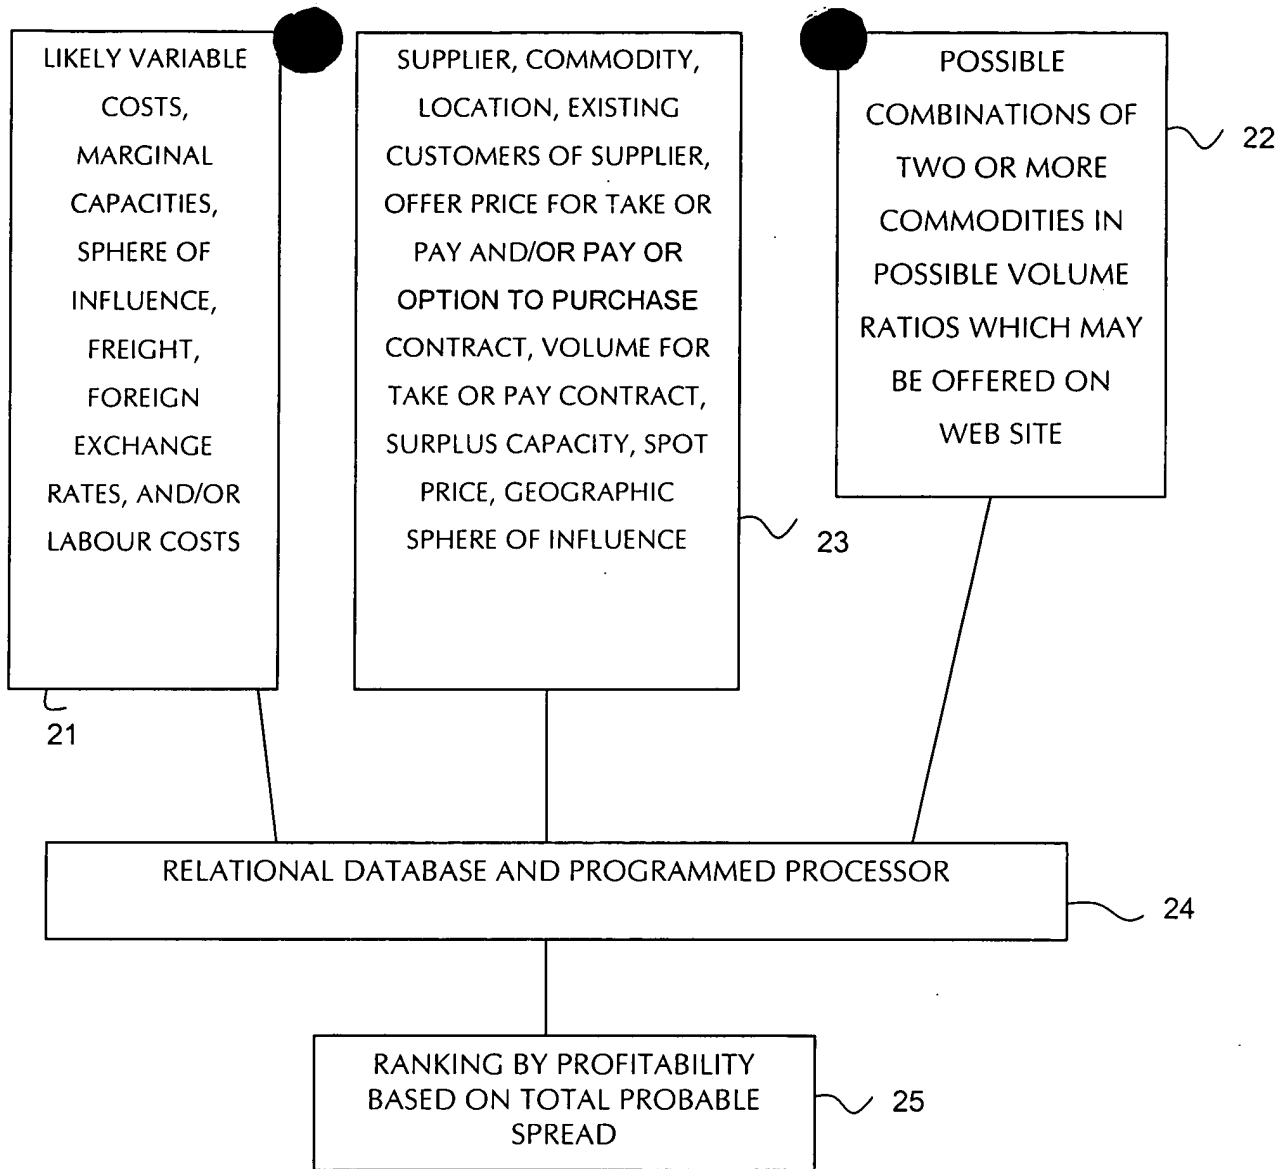 LIKELY VARIABLE
COSTS,
MARGINAL
CAPACITIES,
SPHERE OF
INFLUENCE,
FREIGHT,
FOREIGN
EXCHANGE
RATES, AND/OR
LABOUR COSTS
21
SUPPLIER, COMMODITY,
LOCATION, EXISTING
CUSTOMERS OF SUPPLIER,
OFFER PRICE FOR TAKE OR
PAY AND/OR PAY OR
OPTION TO PURCHASE
CONTRACT, VOLUME FOR
TAKE OR PAY CONTRACT,
SURPLUS CAPACITY, SPOT
PRICE, GEOGRAPHIC
SPHERE OF INFLUENCE
23
POSSIBLE
COMBINATIONS OF
TWO OR MORE
COMMODITIES IN
POSSIBLE VOLUME
RATIOS WHICH MAY
BE OFFERED ON
WEB SITE
22
RELATIONAL DATABASE AND PROGRAMMED PROCESSOR
24
RANKING BY PROFITABILITY
BASED ON TOTAL PROBABLE
SPREAD
25